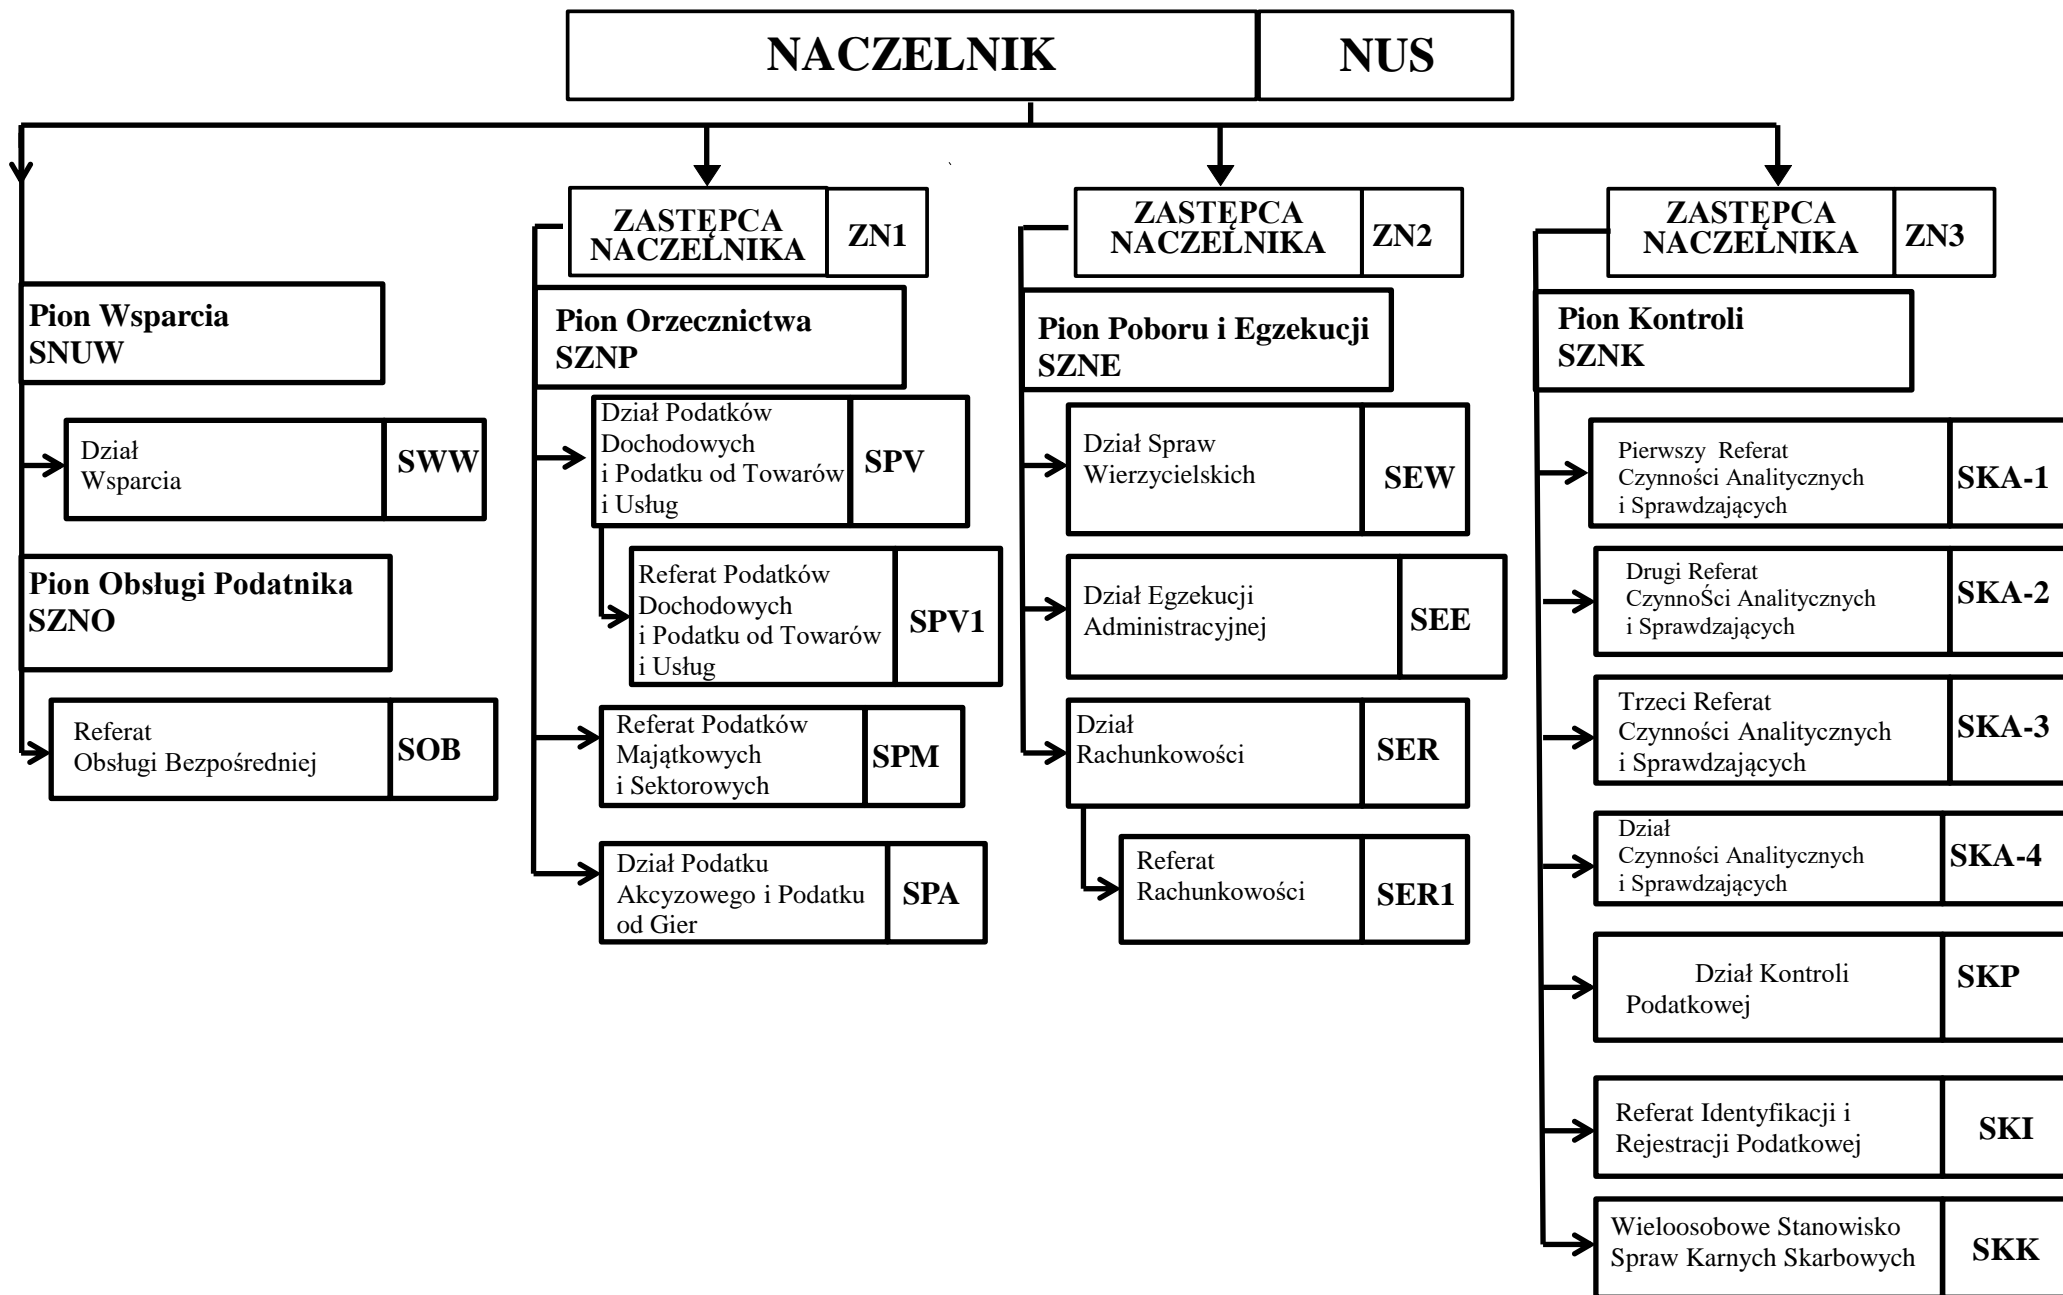 NACZELNIK NUS
ZASTĘPCA
NACZELNIKA ZN1
ZASTĘPCA
NACZELNIKA ZN2
ZASTĘPCA
NACZELNIKA ZN3
Pion Wsparcia
SNUW
Dział
Wsparcia
SWW
Pion Obsługi Podatnika
SZNO
Referat
Obsługi Bezpośredniej
SOB
Pion Orzecznictwa
SZNP
Dział Podatków
Dochodowych
i Podatku od Towarów
i Usług
SPV
Referat Podatków
Dochodowych
i Podatku od Towarów
i Usług
SPV1
Referat Podatków
Majątkowych
i Sektorowych
SPM
Dział Podatku
Akcyzowego i Podatku
od Gier
SPA
Pion Poboru i Egzekucji
SZNE
Dział Spraw
Wierzycielskich
SEW
Dział Egzekucji
Administracyjnej
SEE
Dział
Rachunkowości
SER
Referat
Rachunkowości
SER1
Pion Kontroli
SZNK
Pierwszy Referat
Czynności Analitycznych
i Sprawdzających
SKA-1
Drugi Referat
CzynnoŚci Analitycznych
i Sprawdzających
SKA-2
Trzeci Referat
Czynności Analitycznych
i Sprawdzających
SKA-3
Dział
Czynności Analitycznych
i Sprawdzających
SKA-4
Dział Kontroli
Podatkowej
SKP
Referat Identyfikacji i
Rejestracji Podatkowej
SKI
Wieloosobowe Stanowisko
Spraw Karnych Skarbowych
SKK